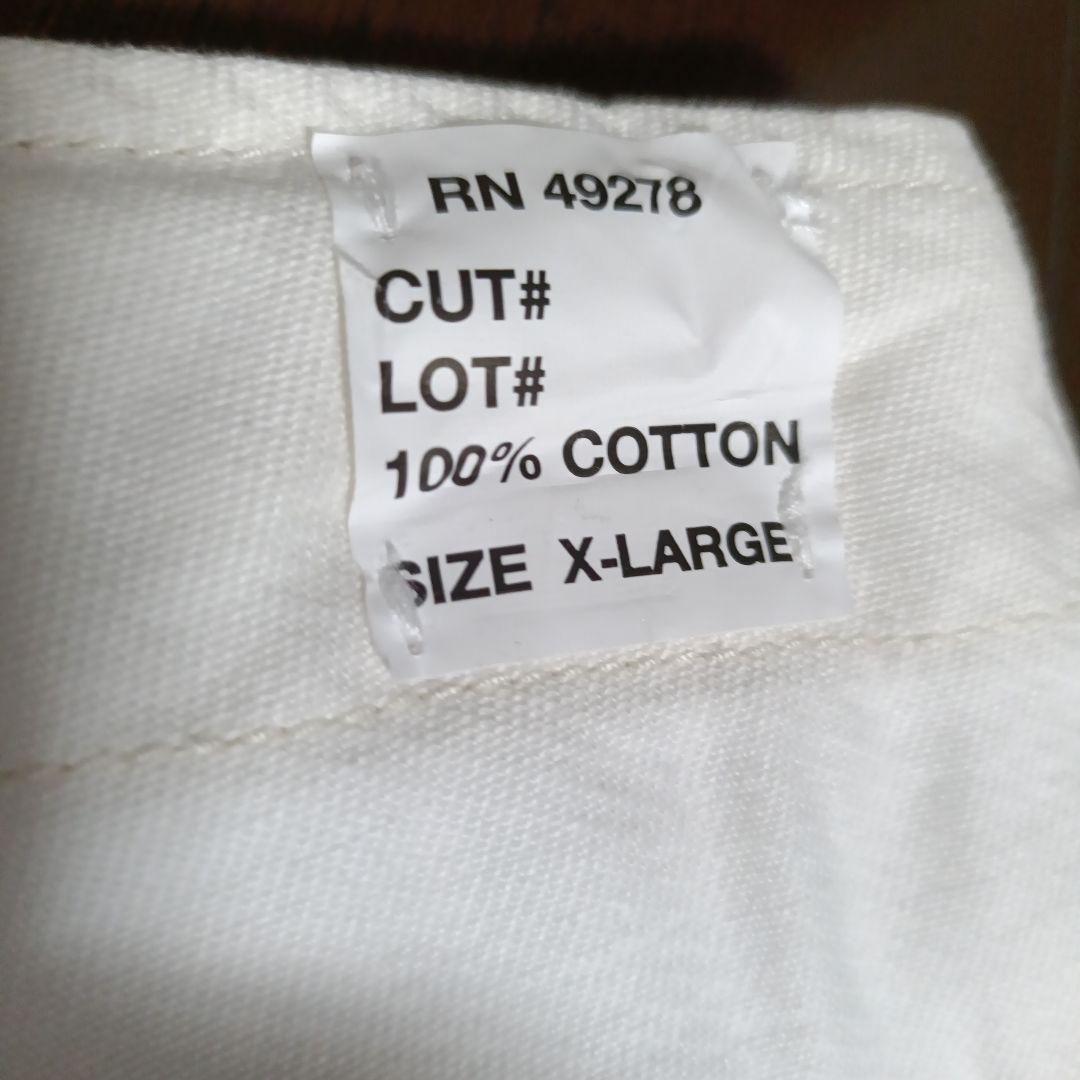 RN 49278
CUT#
LOT#
100% COTTON
SIZE X-LARGE